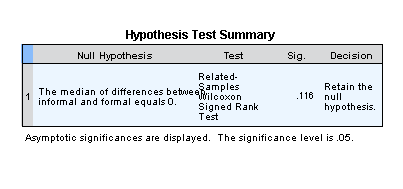 Hypothesis Test Summary
Null Hypothesis Test Sig. Decision
1
The median of differences between
informal and formal equals 0.
Related-
Samples
Wilcoxon
Signed Rank
Test
.116
Retain the
null
hypothesis.
Asymptotic significances are displayed. The significance level is .05.